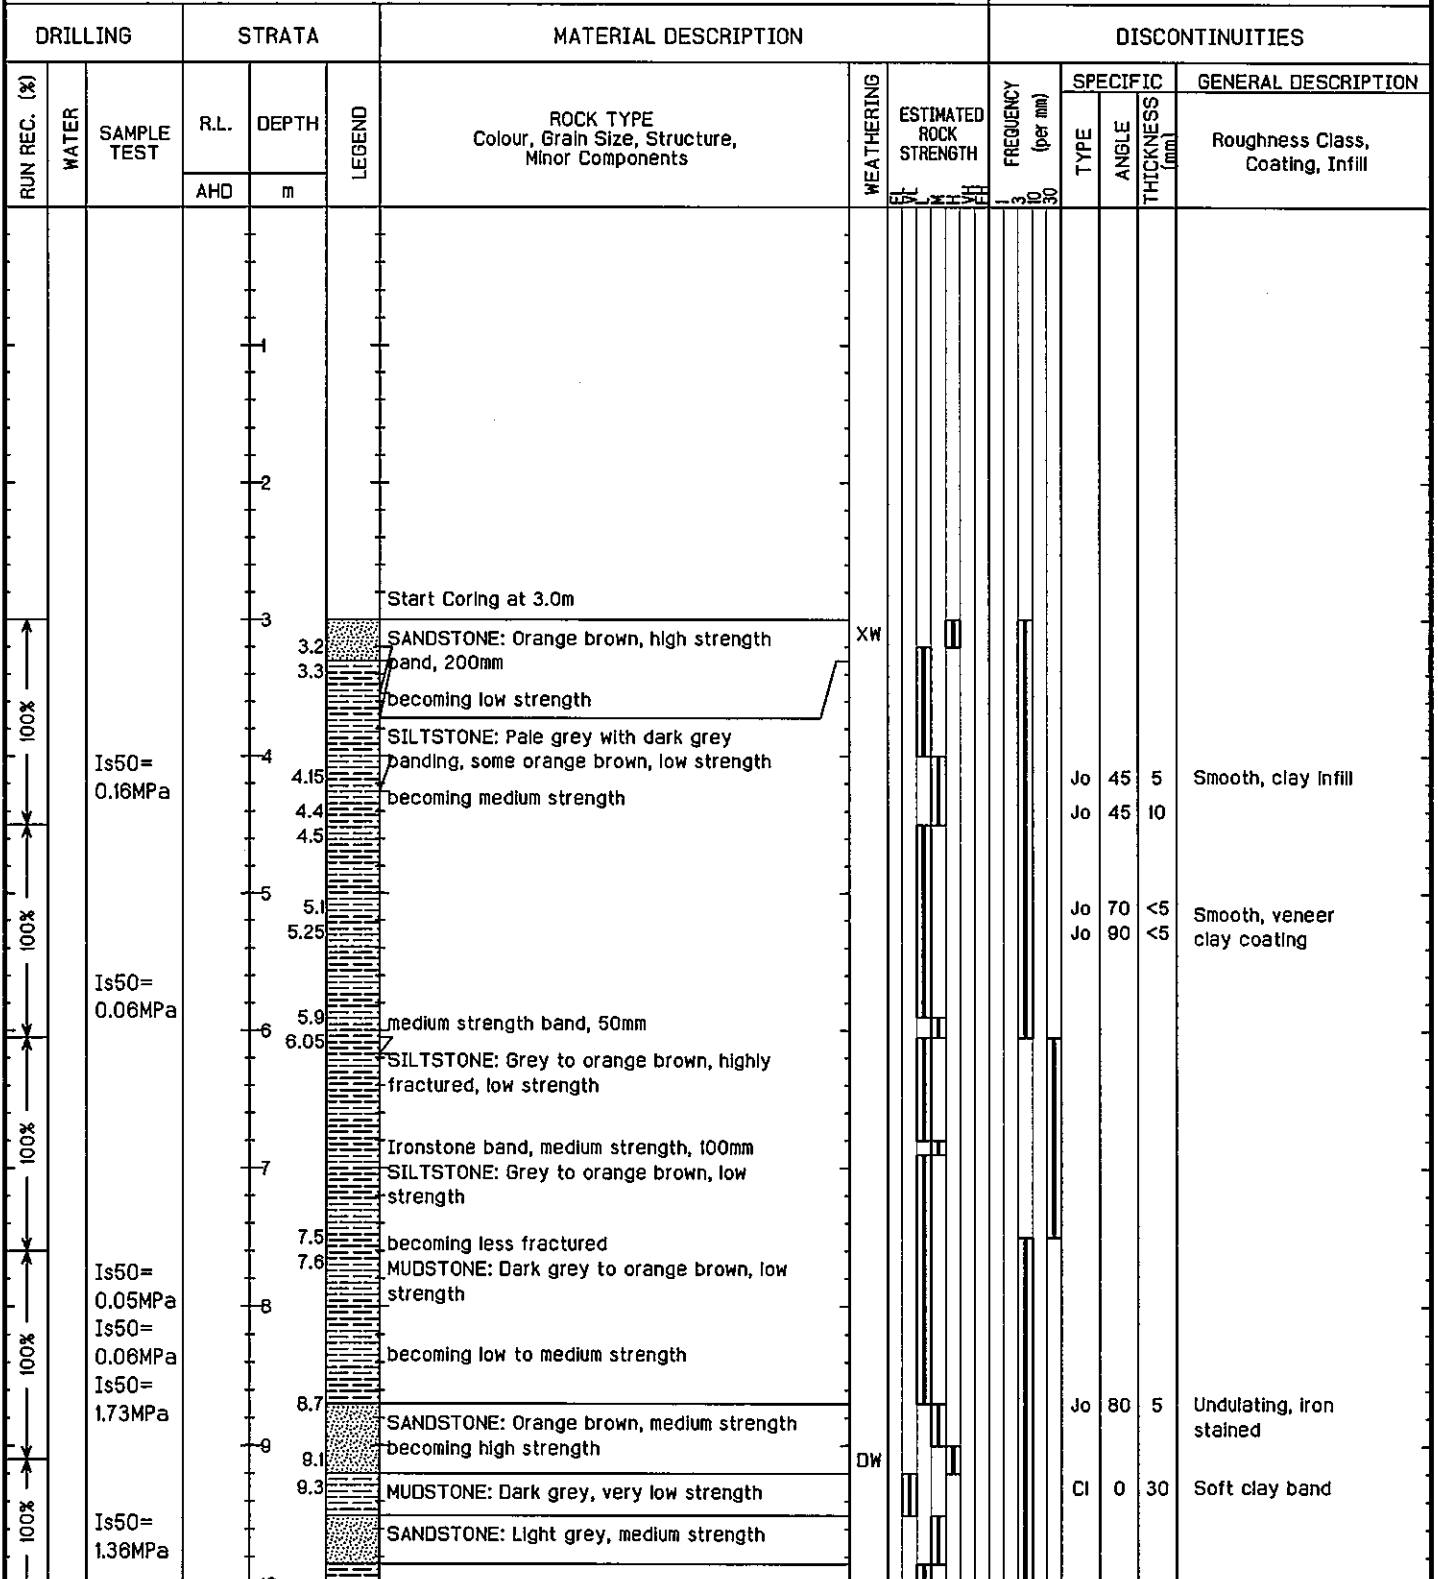 DRILLING STRATA MATERIAL DESCRIPTION DISCONTINUITIES
SPECIFIC GENERAL DESCRIPTION
RUN REC. (%)
WATER
SAMPLE
TEST
R.L. DEPTH
AHD m
LEGEND
ROCK TYPE
Colour, Grain Size, Structure,
Minor Components
WEATHERING
ESTIMATED
ROCK
STRENGTH
EL VL L M H VH EH
FREQUENCY
(per mm)
1 3 10 30
TYPE
ANGLE
THICKNESS
(mm)
Roughness Class,
Coating, Infill
1
2
Start Coring at 3.0m
3
3.2 SANDSTONE: Orange brown, high strength XW
3.3 band, 200mm
becoming low strength
100%
SILTSTONE: Pale grey with dark grey
4
Is50= banding, some orange brown, low strength
0.16MPa 4.15 Jo 45 5 Smooth, clay infill
becoming medium strength
4.4 Jo 45 10
4.5
5
5.1 Jo 70 <5 Smooth, veneer
100% 5.25 Jo 90 <5 clay coating
Is50=
0.06MPa
5.9 medium strength band, 50mm
6
6.05
SILTSTONE: Grey to orange brown, highly
fractured, low strength
100%
Ironstone band, medium strength, 100mm
7 SILTSTONE: Grey to orange brown, low
strength
7.5 becoming less fractured
7.6 MUDSTONE: Dark grey to orange brown, low
Is50= strength
0.05MPa 8
Is50=
100% 0.06MPa becoming low to medium strength
Is50=
1.73MPa 8.7 Jo 80 5 Undulating, iron
SANDSTONE: Orange brown, medium strength stained
9 becoming high strength
9.1 DW
9.3 MUDSTONE: Dark grey, very low strength Cl 0 30 Soft clay band
100% Is50= SANDSTONE: Light grey, medium strength
1.36MPa